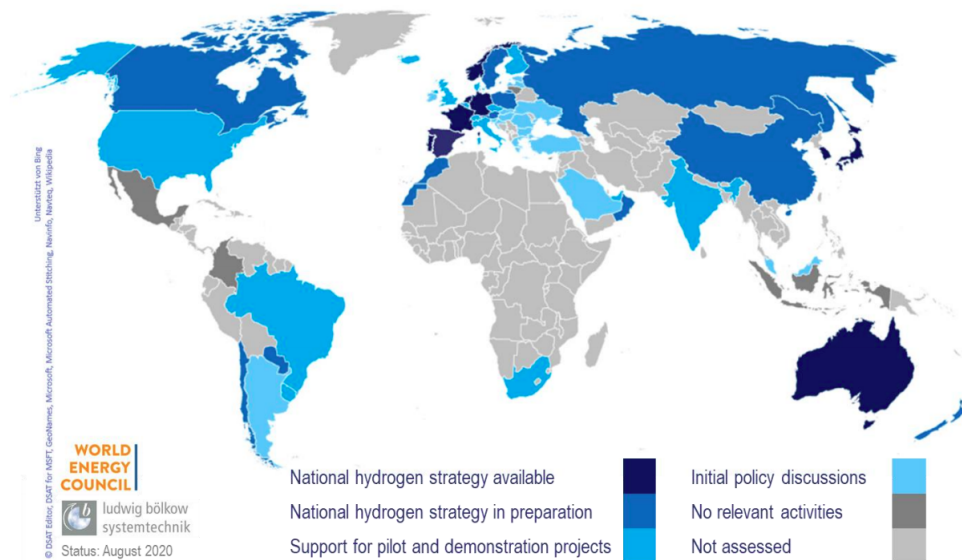 Unterstützt von Bing
© DSAT Editor, DSAT for MSFT, GeoNames, Microsoft, Microsoft Automated Stitching, Navinfo, Navteq, Wikipedia
WORLD
ENERGY
COUNCIL
ludwig bölkow
systemtechnik
Status: August 2020
National hydrogen strategy available
National hydrogen strategy in preparation
Support for pilot and demonstration projects
Initial policy discussions
No relevant activities
Not assessed